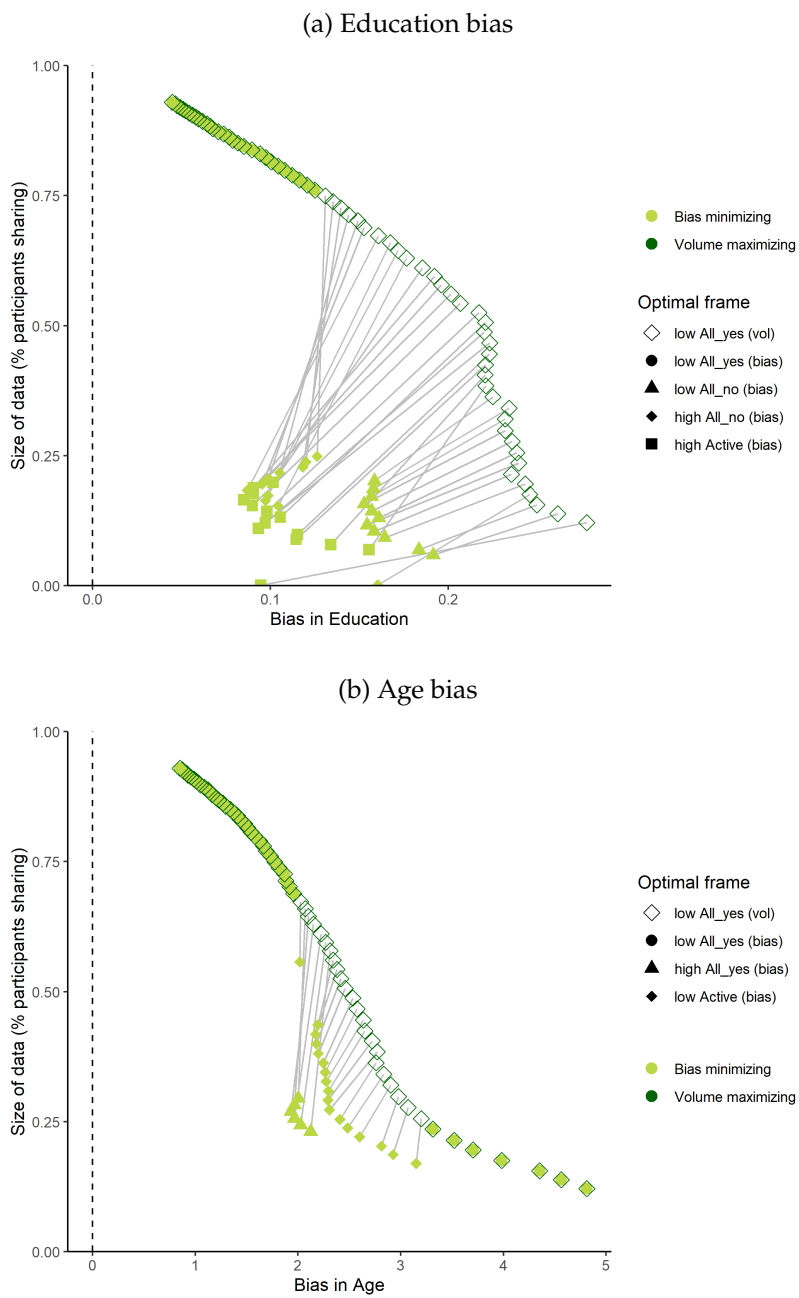 (a) Education bias
1.00
0.75
0.50
0.25
0.00
Size of data (% participants sharing)
0.0
0.1
0.2
Bias in Education
Bias minimizing
Volume maximizing
Optimal frame
low All_yes (vol)
low All_yes (bias)
low All_no (bias)
high All_no (bias)
high Active (bias)
(b) Age bias
1.00
0.75
0.50
0.25
0.00
Size of data (% participants sharing)
0
1
2
3
4
5
Bias in Age
Optimal frame
low All_yes (vol)
low All_yes (bias)
high All_yes (bias)
low Active (bias)
Bias minimizing
Volume maximizing